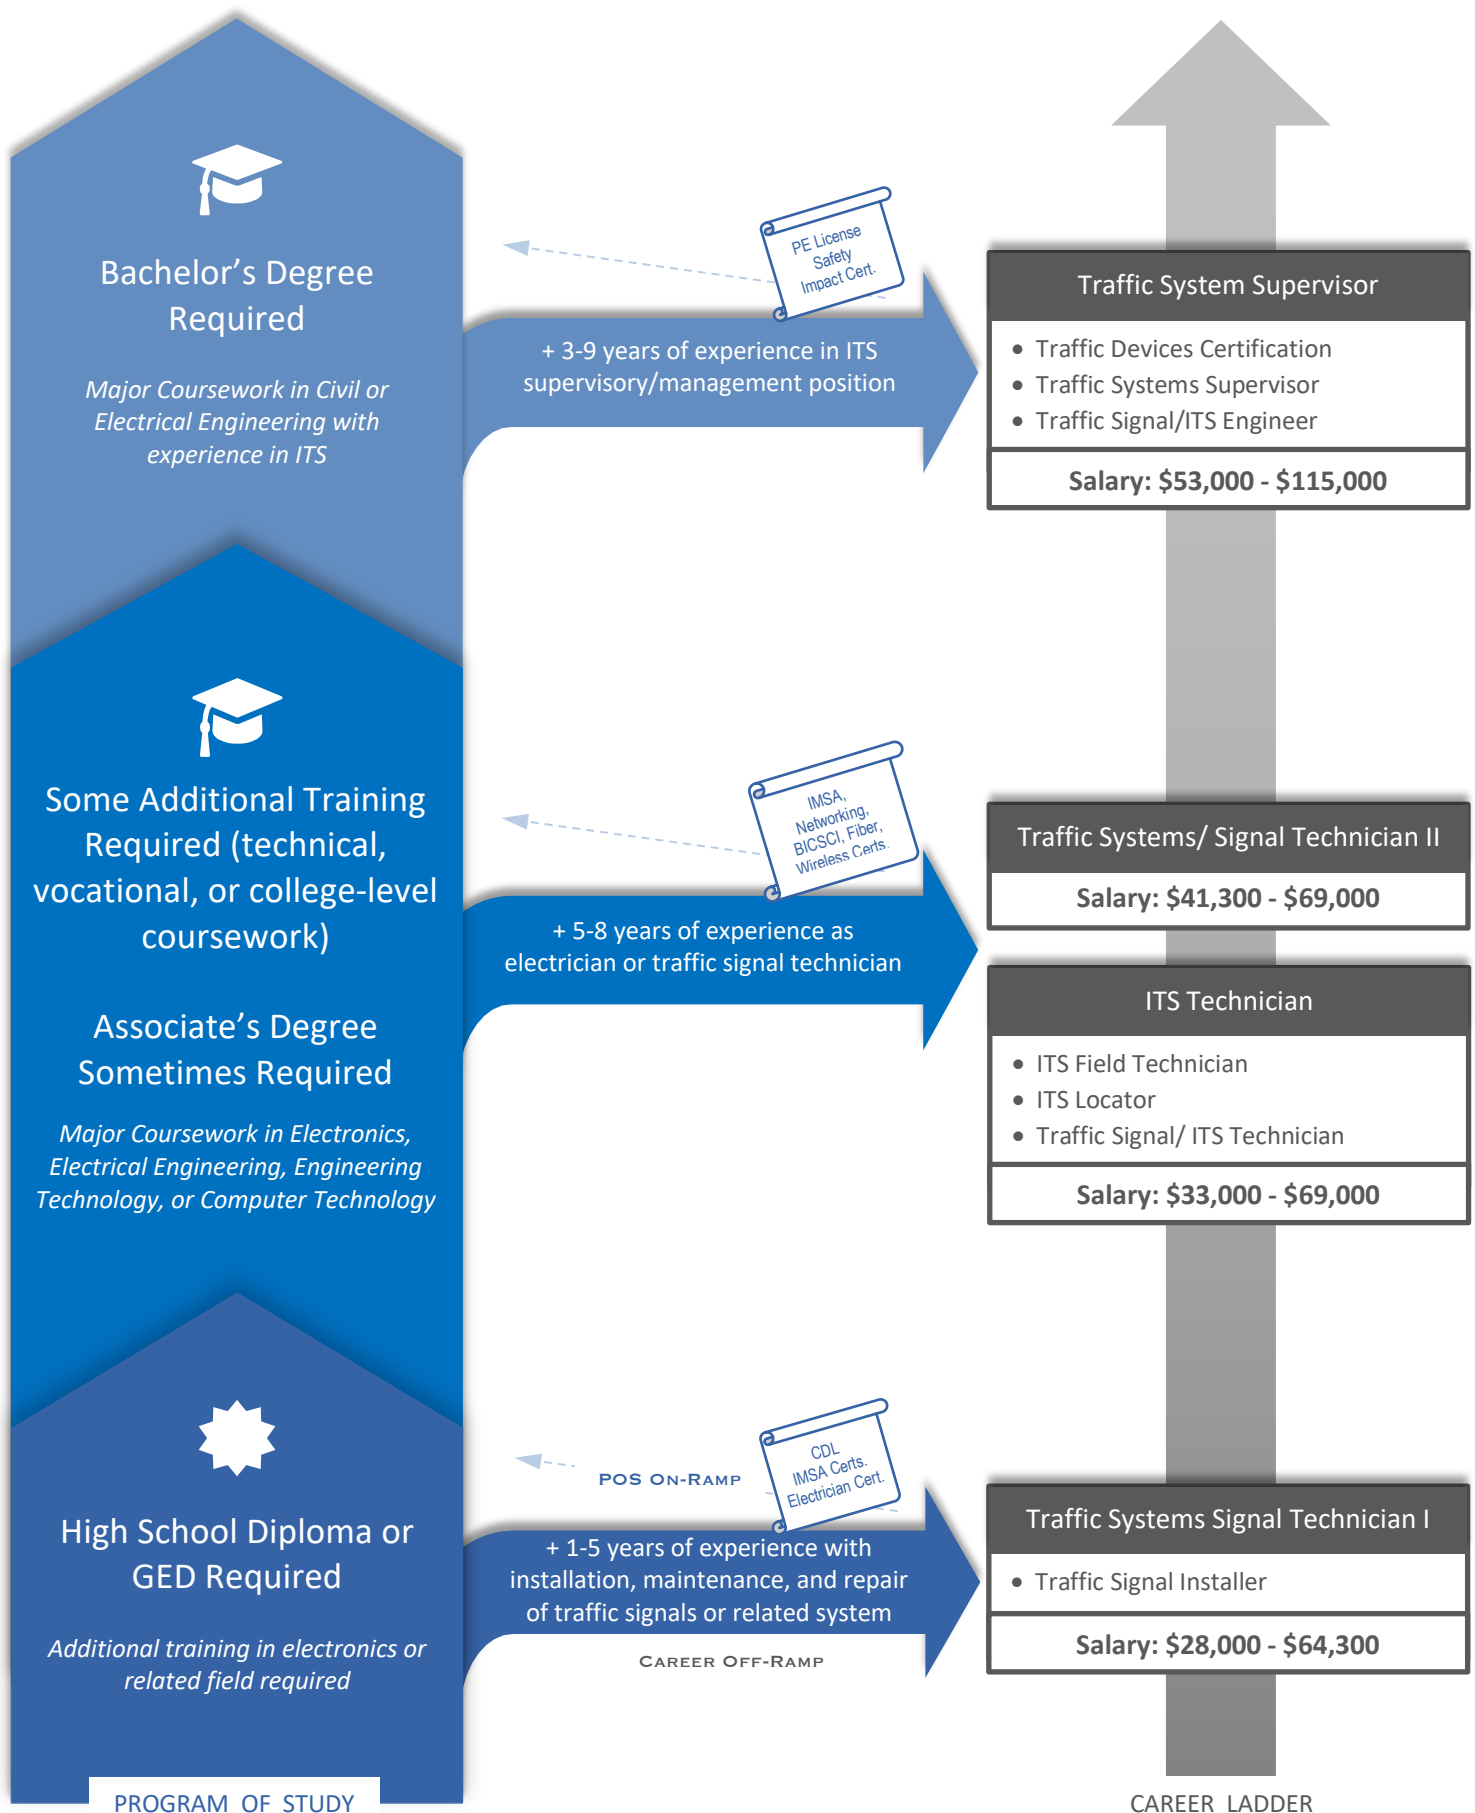 Bachelor’s Degree
Required
Major Coursework in Civil or
Electrical Engineering with
experience in ITS
PE License
Safety
Impact Cert.
+ 3-9 years of experience in ITS
supervisory/management position
Traffic System Supervisor
• Traffic Devices Certification
• Traffic Systems Supervisor
• Traffic Signal/ITS Engineer
Salary: $53,000 - $115,000
Some Additional Training
Required (technical,
vocational, or college-level
coursework)
Associate’s Degree
Sometimes Required
Major Coursework in Electronics,
Electrical Engineering, Engineering
Technology, or Computer Technology
IMSA,
Networking,
BICSCI, Fiber,
Wireless Certs.
+ 5-8 years of experience as
electrician or traffic signal technician
Traffic Systems/ Signal Technician II
Salary: $41,300 - $69,000
ITS Technician
• ITS Field Technician
• ITS Locator
• Traffic Signal/ ITS Technician
Salary: $33,000 - $69,000
High School Diploma or
GED Required
Additional training in electronics or
related field required
POS On-Ramp
CDL
IMSA Certs.
Electrician Cert.
+ 1-5 years of experience with
installation, maintenance, and repair
of traffic signals or related system
Career Off-Ramp
Traffic Systems Signal Technician I
• Traffic Signal Installer
Salary: $28,000 - $64,300
PROGRAM OF STUDY
CAREER LADDER